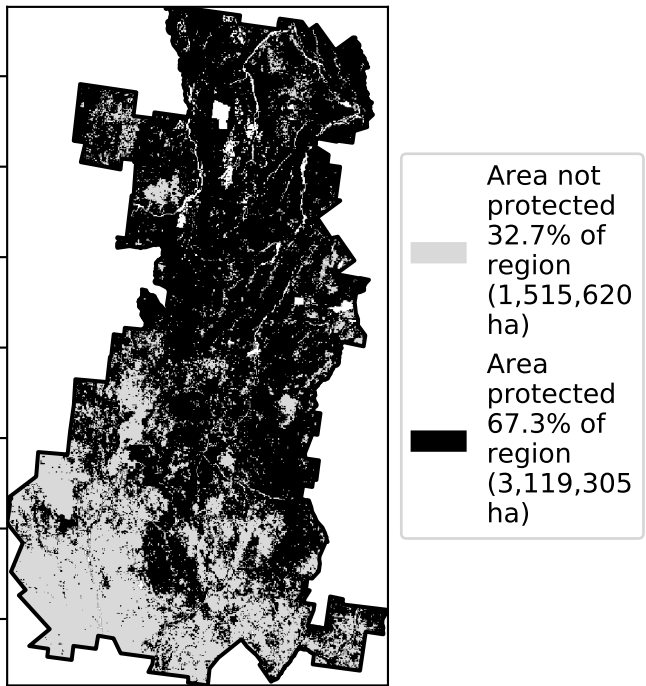 Area not
protected
32.7% of
region
(1,515,620
ha)
Area
protected
67.3% of
region
(3,119,305
ha)